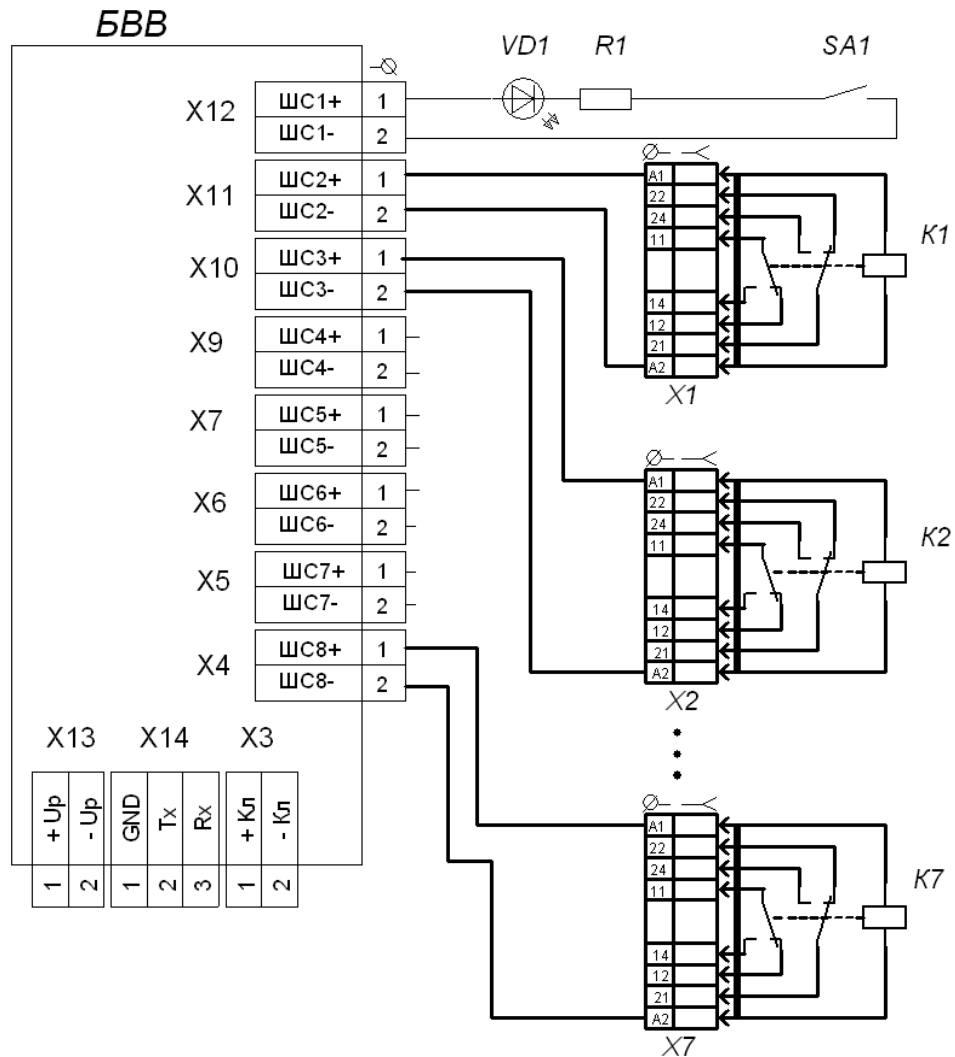 БВВ
VD1 R1 SA1
X12 ШС1+ 1
ШС1- 2
X11 ШС2+ 1
ШС2- 2
X10 ШС3+ 1
ШС3- 2
X9 ШС4+ 1
ШС4- 2
X7 ШС5+ 1
ШС5- 2
X6 ШС6+ 1
ШС6- 2
X5 ШС7+ 1
ШС7- 2
X4 ШС8+ 1
ШС8- 2
X13 X14 X3
+ Up - Up GND Tx Rx + Кл - Кл
1 2 1 2 3 1 2
A1
22
24
11
14
12
21
A2
K1
X1
A1
22
24
11
14
12
21
A2
K2
X2
A1
22
24
11
14
12
21
A2
K7
X7